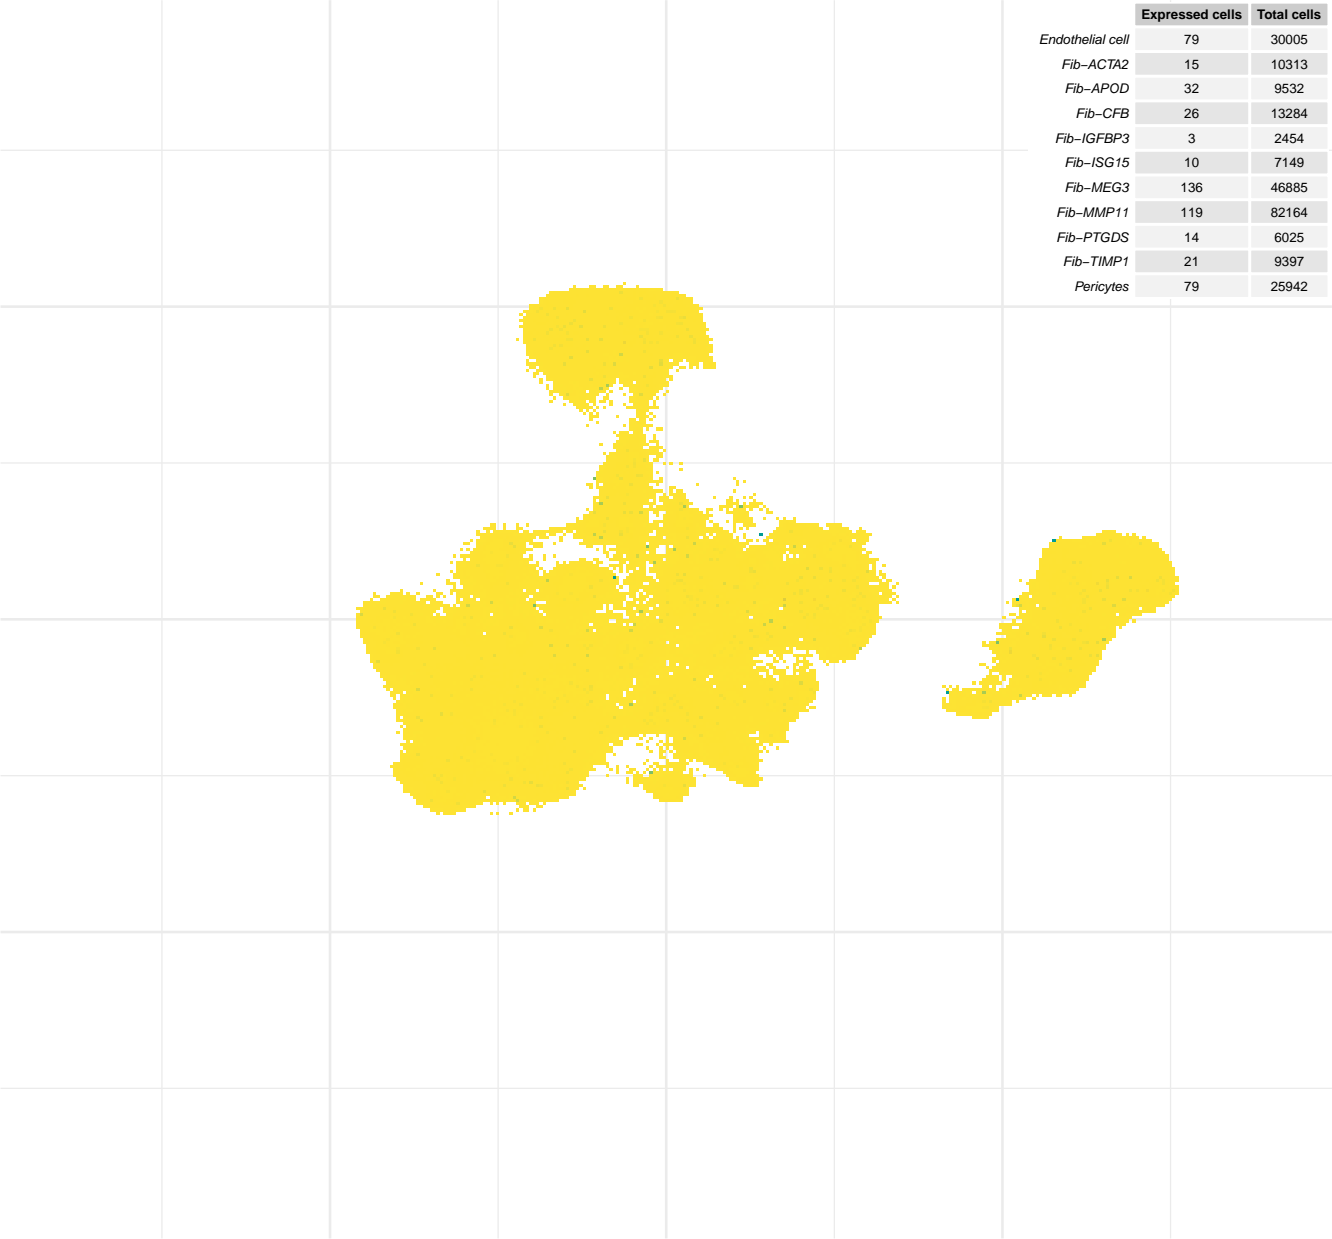 Expressed cells Total cells
Endothelial cell 79 30005
Fib−ACTA2 15 10313
Fib−APOD 32 9532
Fib−CFB 26 13284
Fib−IGFBP3 3 2454
Fib−ISG15 10 7149
Fib−MEG3 136 46885
Fib−MMP11 119 82164
Fib−PTGDS 14 6025
Fib−TIMP1 21 9397
Pericytes 79 25942